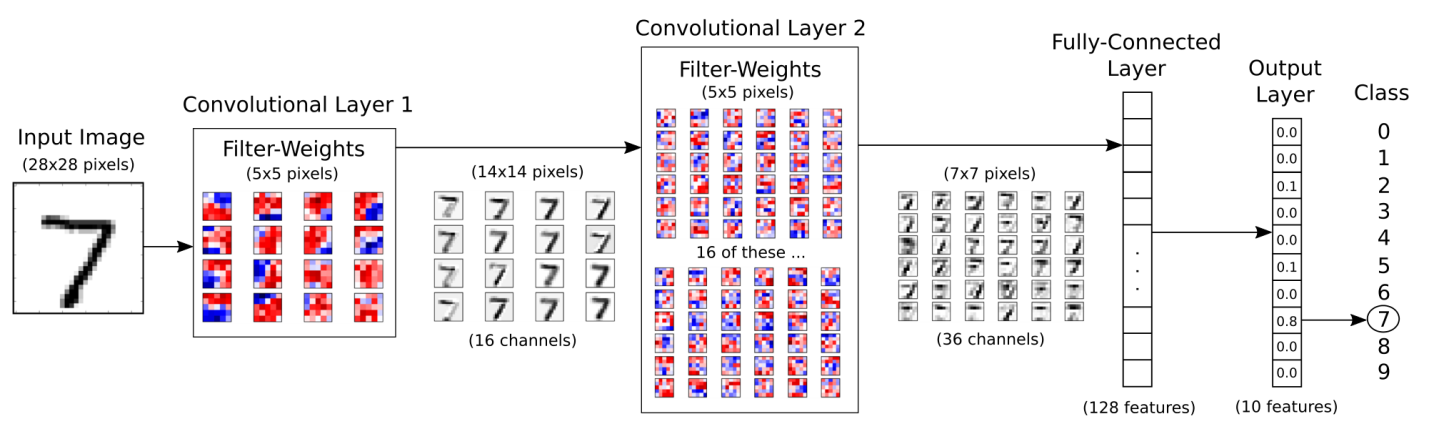 Input Image
(28x28 pixels)
Convolutional Layer 1
Filter-Weights
(5x5 pixels)
(14x14 pixels)
(16 channels)
Convolutional Layer 2
Filter-Weights
(5x5 pixels)
16 of these ...
(7x7 pixels)
(36 channels)
Fully-Connected
Layer
(128 features)
Output
Layer
Class
0.0 0
0.0 1
0.1 2
0.0 3
0.0 4
0.1 5
0.0 6
0.8 7
0.0 8
0.0 9
(10 features)